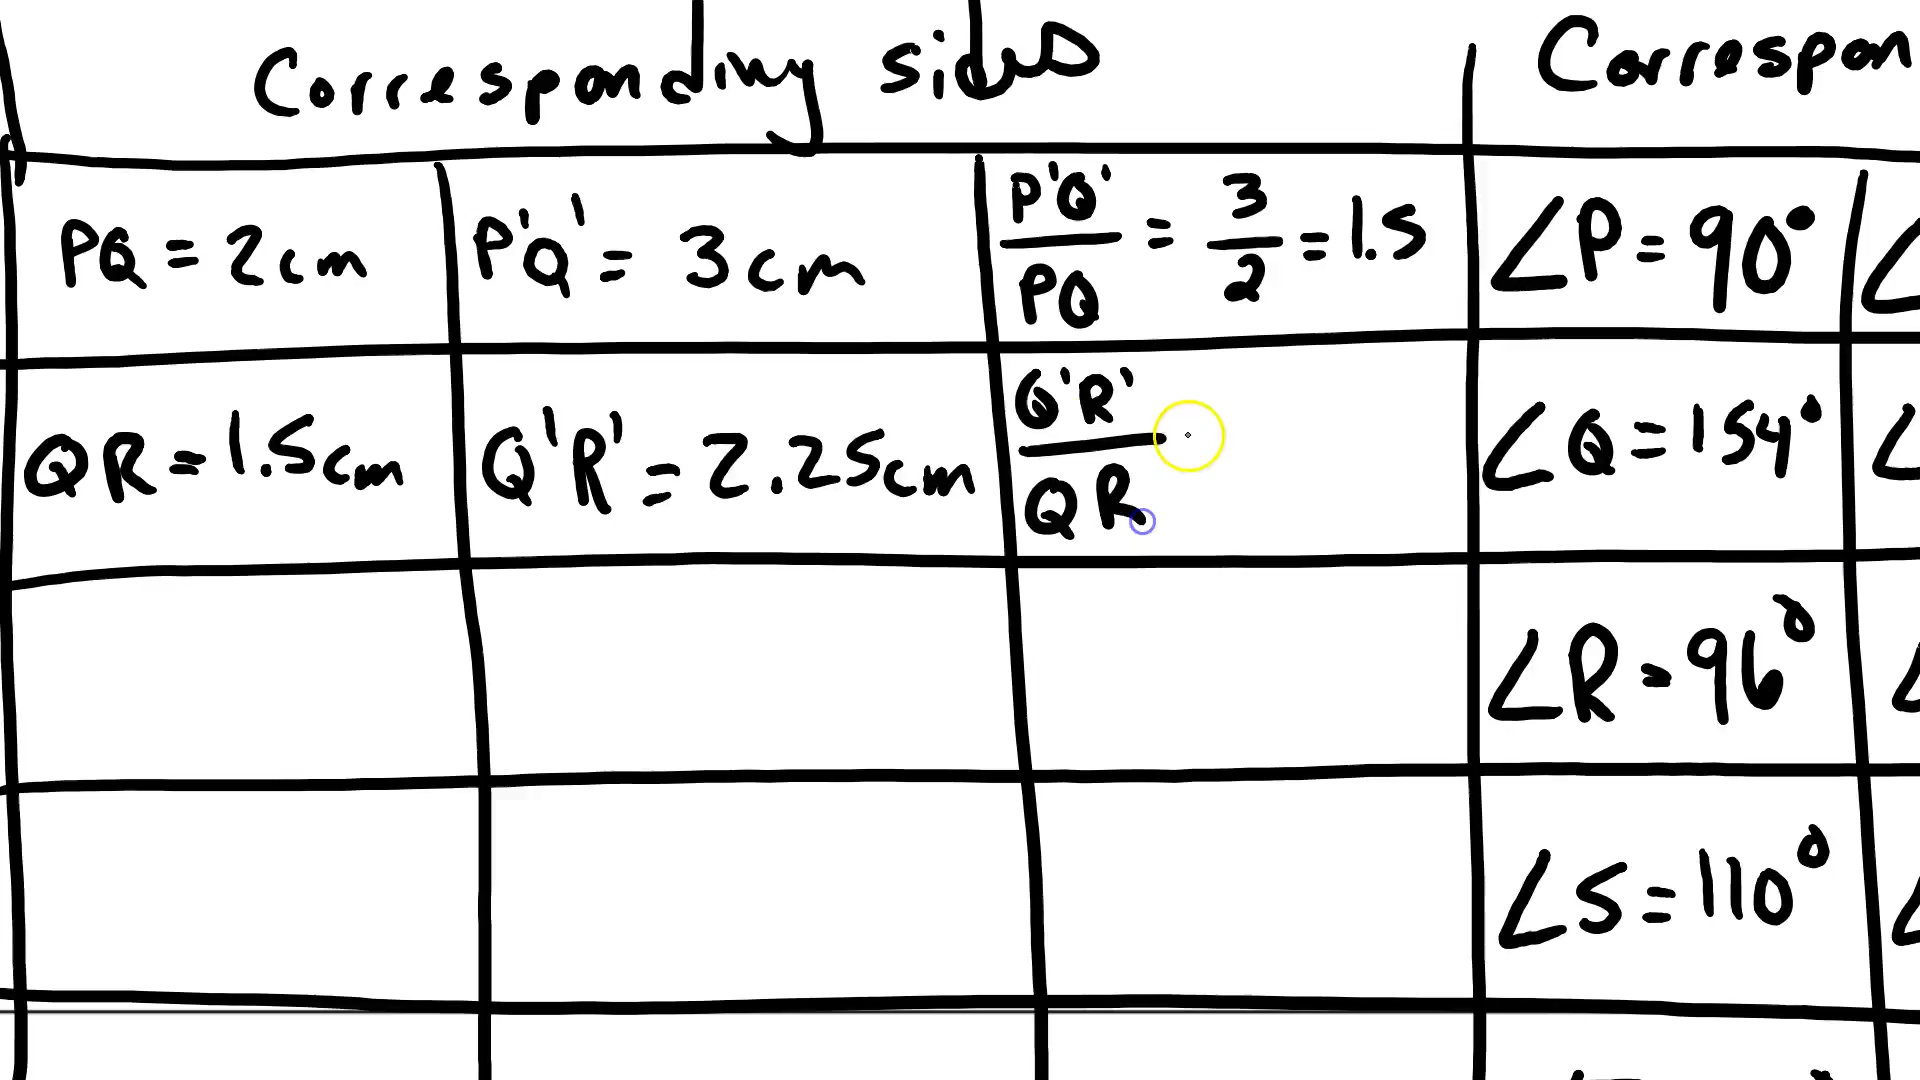 Corresponding sides
Correspon
PQ = 2cm
P'Q' = 3cm
P'Q'/PQ = 3/2 = 1.5
∠P = 90°
∠
QR = 1.5cm
Q'R' = 2.25cm
Q'R'/QR
∠Q = 154°
∠
∠R = 96°
∠
∠S = 110°
∠